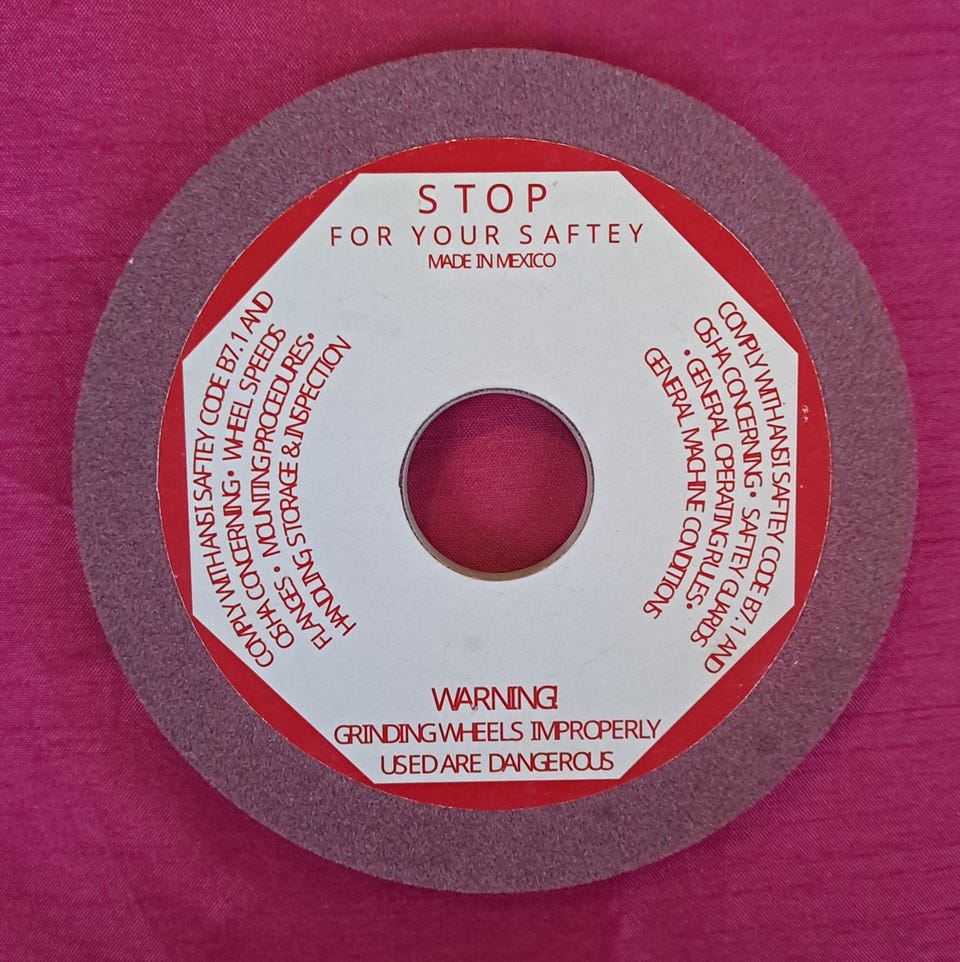 STOP
FOR YOUR SAFTEY
MADE IN MEXICO
COMPLY WITH ANSI SAFTEY CODE B7.1 AND
OSHA CONCERNING • WHEEL SPEEDS
FLANGES • MOUNTING PROCEDURES •
HANDLING, STORAGE & INSPECTION
COMPLY WITH ANSI SAFTEY CODE B7.1 AND
OSHA CONCERNING • SAFTEY GUARDS
• GENERAL OPERATING RULES •
GENERAL MACHINE CONDITIONS
WARNING!
GRINDING WHEELS IMPROPERLY
USED ARE DANGEROUS